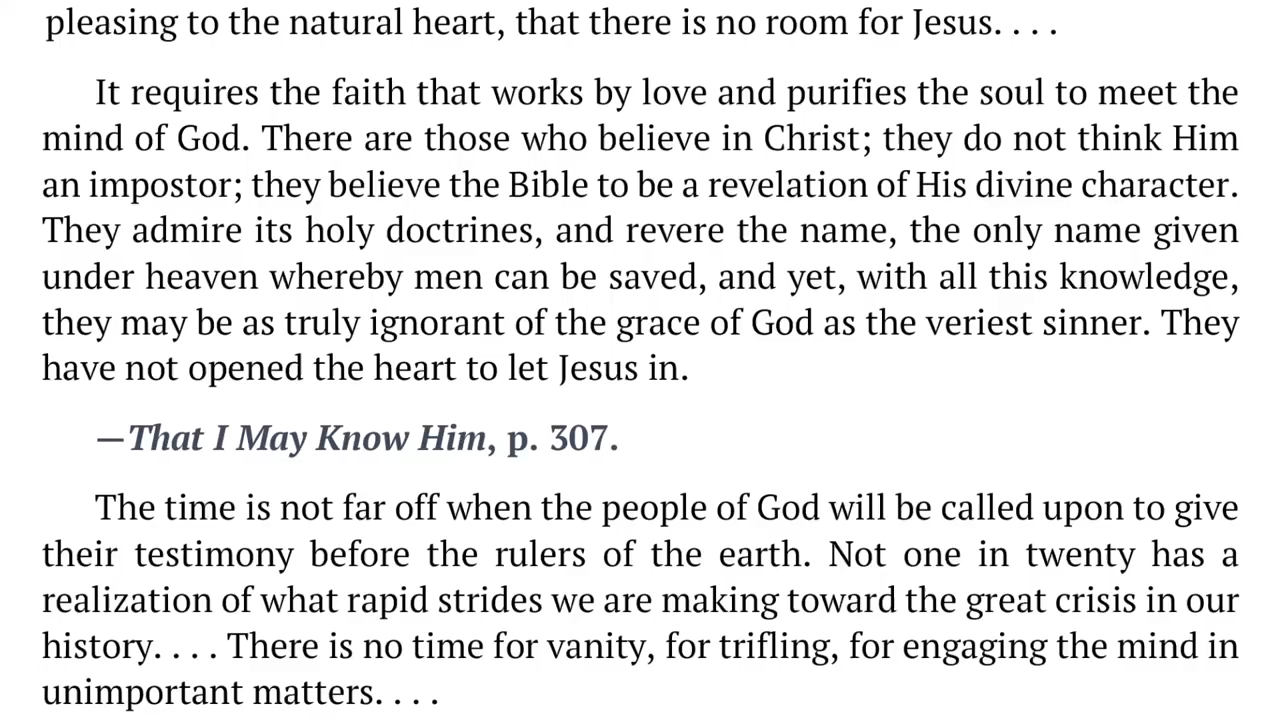 pleasing to the natural heart, that there is no room for Jesus. . . .
It requires the faith that works by love and purifies the soul to meet the
mind of God. There are those who believe in Christ; they do not think Him
an impostor; they believe the Bible to be a revelation of His divine character.
They admire its holy doctrines, and revere the name, the only name given
under heaven whereby men can be saved, and yet, with all this knowledge,
they may be as truly ignorant of the grace of God as the veriest sinner. They
have not opened the heart to let Jesus in.
—That I May Know Him, p. 307.
The time is not far off when the people of God will be called upon to give
their testimony before the rulers of the earth. Not one in twenty has a
realization of what rapid strides we are making toward the great crisis in our
history. . . . There is no time for vanity, for trifling, for engaging the mind in
unimportant matters. . . .